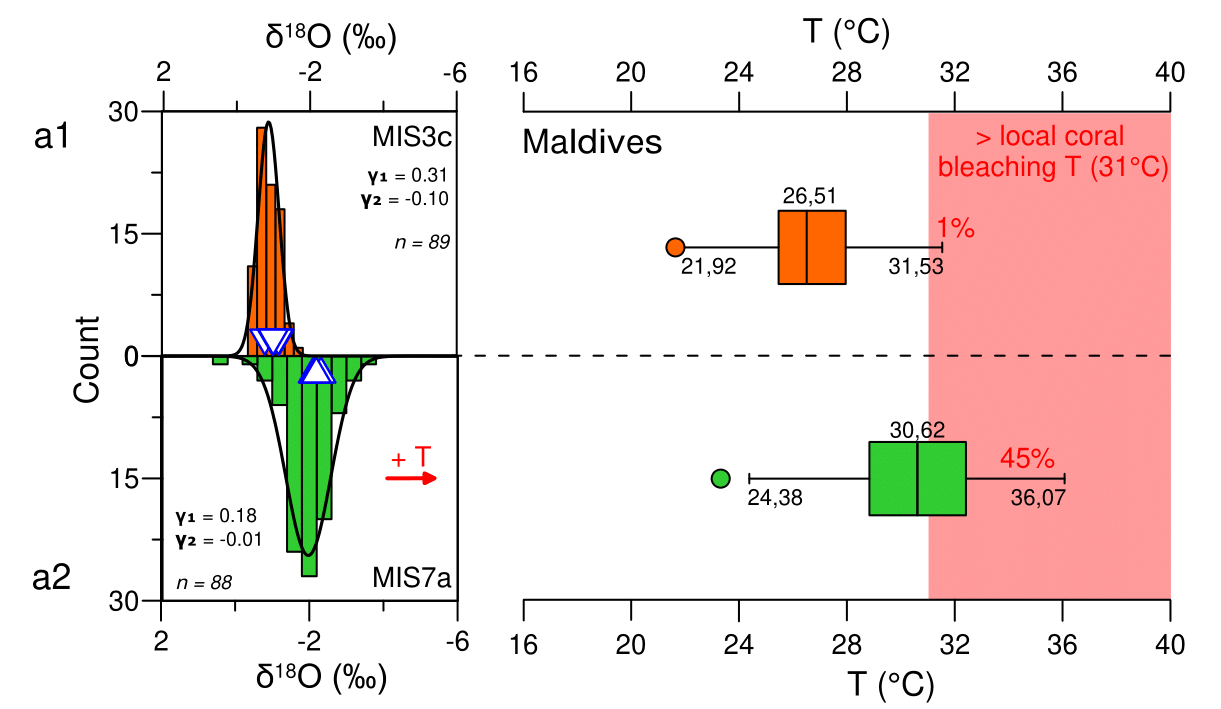 δ¹⁸O (‰)
T (°C)
2 -2 -6
16 20 24 28 32 36 40
a1
30
MIS3c
γ₁ = 0.31
γ₂ = -0.10
n = 89
Maldives
> local coral
bleaching T (31°C)
26,51
1%
21,92
31,53
15
Count
0
30,62
45%
24,38
36,07
+ T
15
γ₁ = 0.18
γ₂ = -0.01
n = 88
MIS7a
a2
30
2 -2 -6
16 20 24 28 32 36 40
δ¹⁸O (‰)
T (°C)